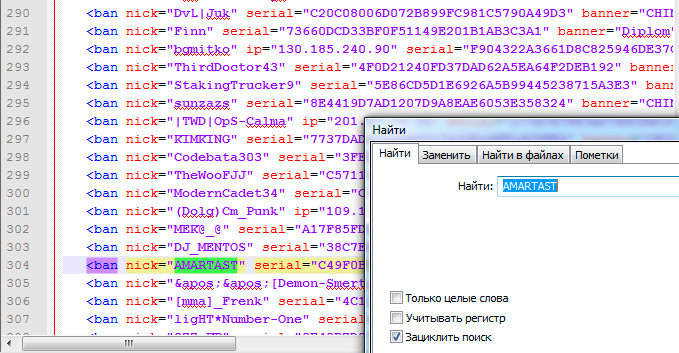 290 <ban nick="DvL|Juk" serial="C20C08006D072B899FC981C5790A49D3" banner="CHIN
291 <ban nick="Finn" serial="73660DCD33BF0F51149E201B1AB3C3A1" banner="Diplom"
292 <ban nick="bgmitko" ip="130.185.240.90" serial="F904322A3661D8C825946DE37C
293 <ban nick="ThirdDoctor43" serial="4F0D21240FD37DAD62A5EA64F2DEB192" banner=
294 <ban nick="StakingTrucker9" serial="5E86CD5D1E6926A5B99445238715A3E3" bann
295 <ban nick="sunzazs" serial="8E4419D7AD1207D9A8EAE6053E358324" banner="CHIN
296 <ban nick="|TWD|OpS-Calma" ip="201.
297 <ban nick="KIMKING" serial="7737DAD
298 <ban nick="Codebata303" serial="3FE
299 <ban nick="TheWooFJJ" serial="C5711
300 <ban nick="ModernCadet34" serial="C
301 <ban nick="(Dolg)Cm_Punk" ip="109.1
302 <ban nick="MEK@_@" serial="A17F85FD
303 <ban nick="DJ_MENTOS" serial="38C7E
304 <ban nick="AMARTAST" serial="C49F0E
305 <ban nick="&apos;&apos;[Demon-Smert
306 <ban nick="[mma]_Frenk" serial="4C1
307 <ban nick="ligHT*Number-One" serial
Найти
Найти Заменить Найти в файлах Пометки
Найти: AMARTAST
Только целые слова
Учитывать регистр
Зациклить поиск